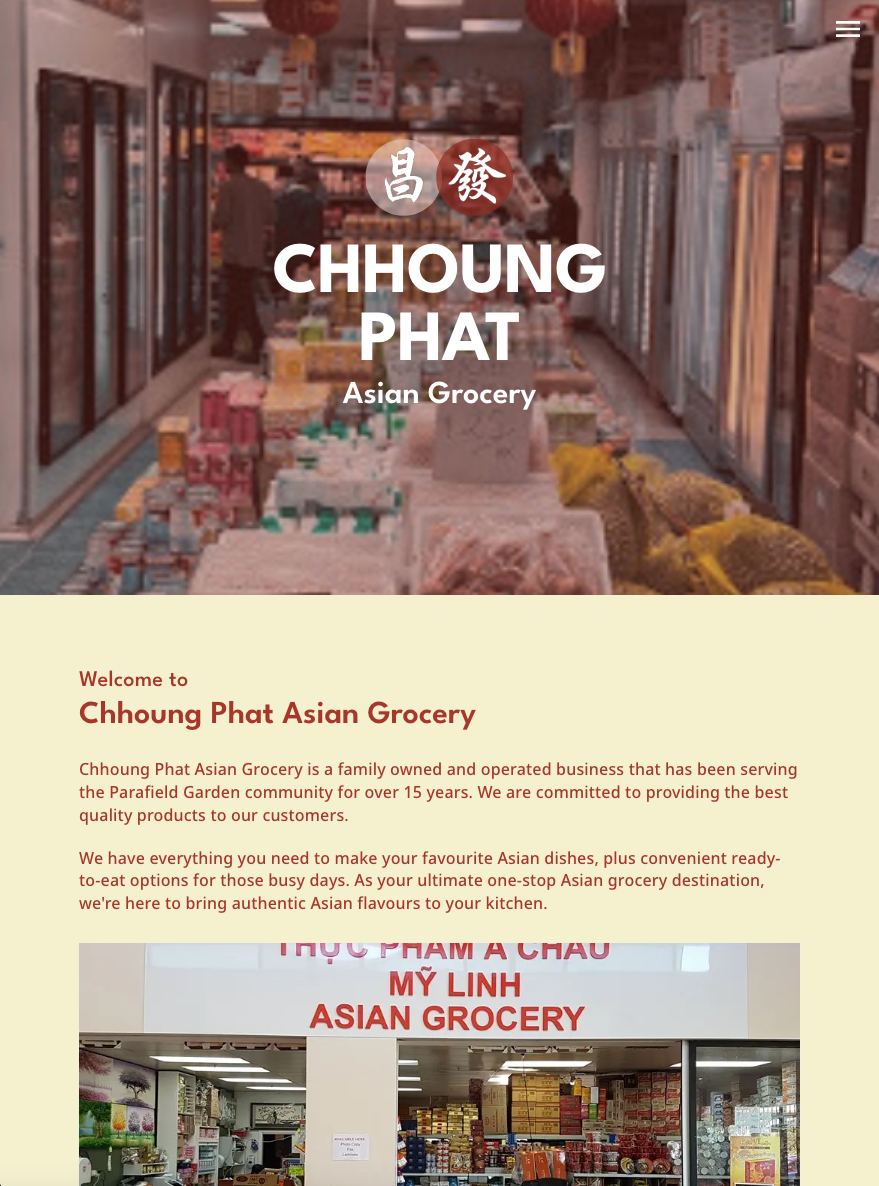 昌 發
CHHOUNG
PHAT
Asian Grocery
Welcome to
Chhoung Phat Asian Grocery
Chhoung Phat Asian Grocery is a family owned and operated business that has been serving
the Parafield Garden community for over 15 years. We are committed to providing the best
quality products to our customers.
We have everything you need to make your favourite Asian dishes, plus convenient ready-
to-eat options for those busy days. As your ultimate one-stop Asian grocery destination,
we're here to bring authentic Asian flavours to your kitchen.
THỰC PHẨM Á CHÂU
MỸ LINH
ASIAN GROCERY